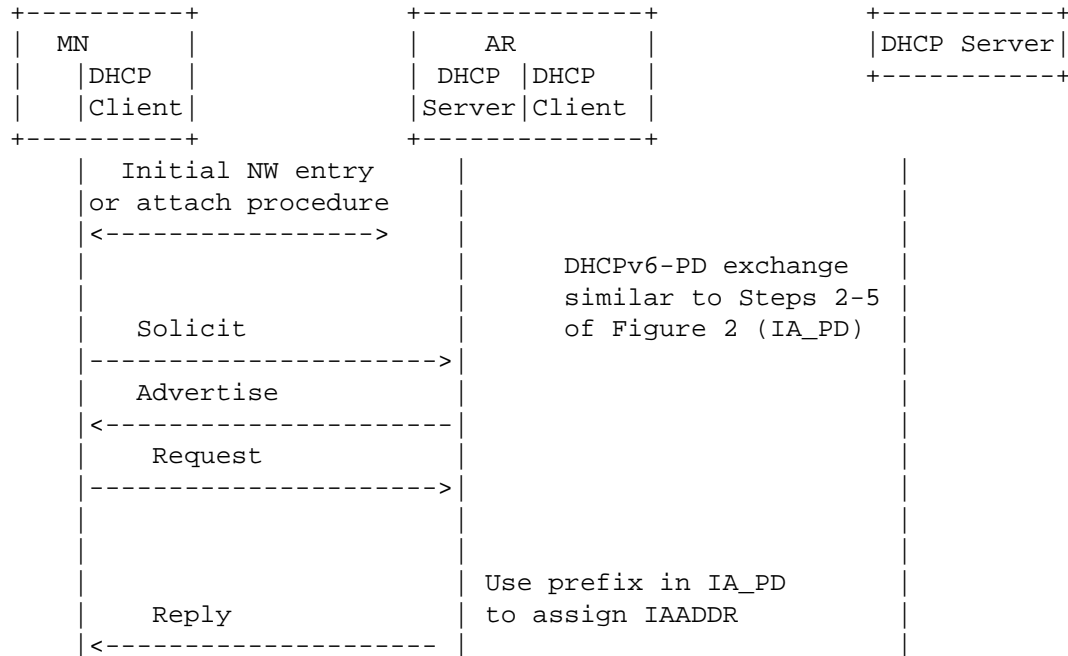 MN AR DHCP Server
DHCP DHCP DHCP
Client Server Client
Initial NW entry
or attach procedure
DHCPv6-PD exchange
similar to Steps 2-5
Solicit of Figure 2 (IA_PD)
Advertise
Request
Use prefix in IA_PD
Reply to assign IAADDR